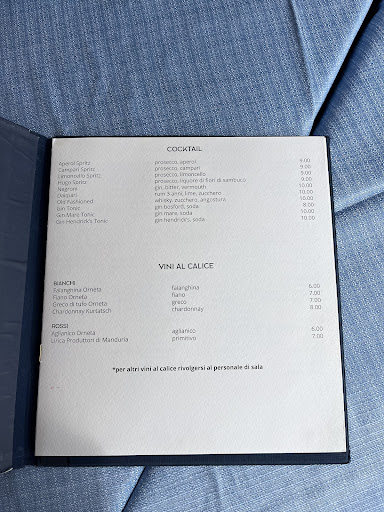 COCKTAIL
Aperol Spritz prosecco, aperol 9.00
Campari Spritz prosecco, campari 9.00
Limoncello Spritz prosecco, limoncello 9.00
Hugo Spritz prosecco, liquore di fiori di sambuco 9.00
Negroni gin, bitter, vermouth 10.00
Daiquiri rum 3 anni, lime, zucchero 10.00
Old Fashioned whisky, zucchero, angostura 10.00
Gin Tonic gin bosford, soda 8.00
Gin Mare Tonic gin mare, soda 10.00
Gin Hendrick's Tonic gin hendrick's, soda 10.00
VINI AL CALICE
BIANCHI
Falanghina Orneta falanghina 6.00
Fiano Orneta fiano 7.00
Greco di tufo Orneta greco 7.00
Chardonnay Kurtatsch chardonnay 8.00
ROSSI
Aglianico Orneta aglianico 6.00
Lirica Produttori di Manduria primitivo 7.00
*per altri vini al calice rivolgersi al personale di sala